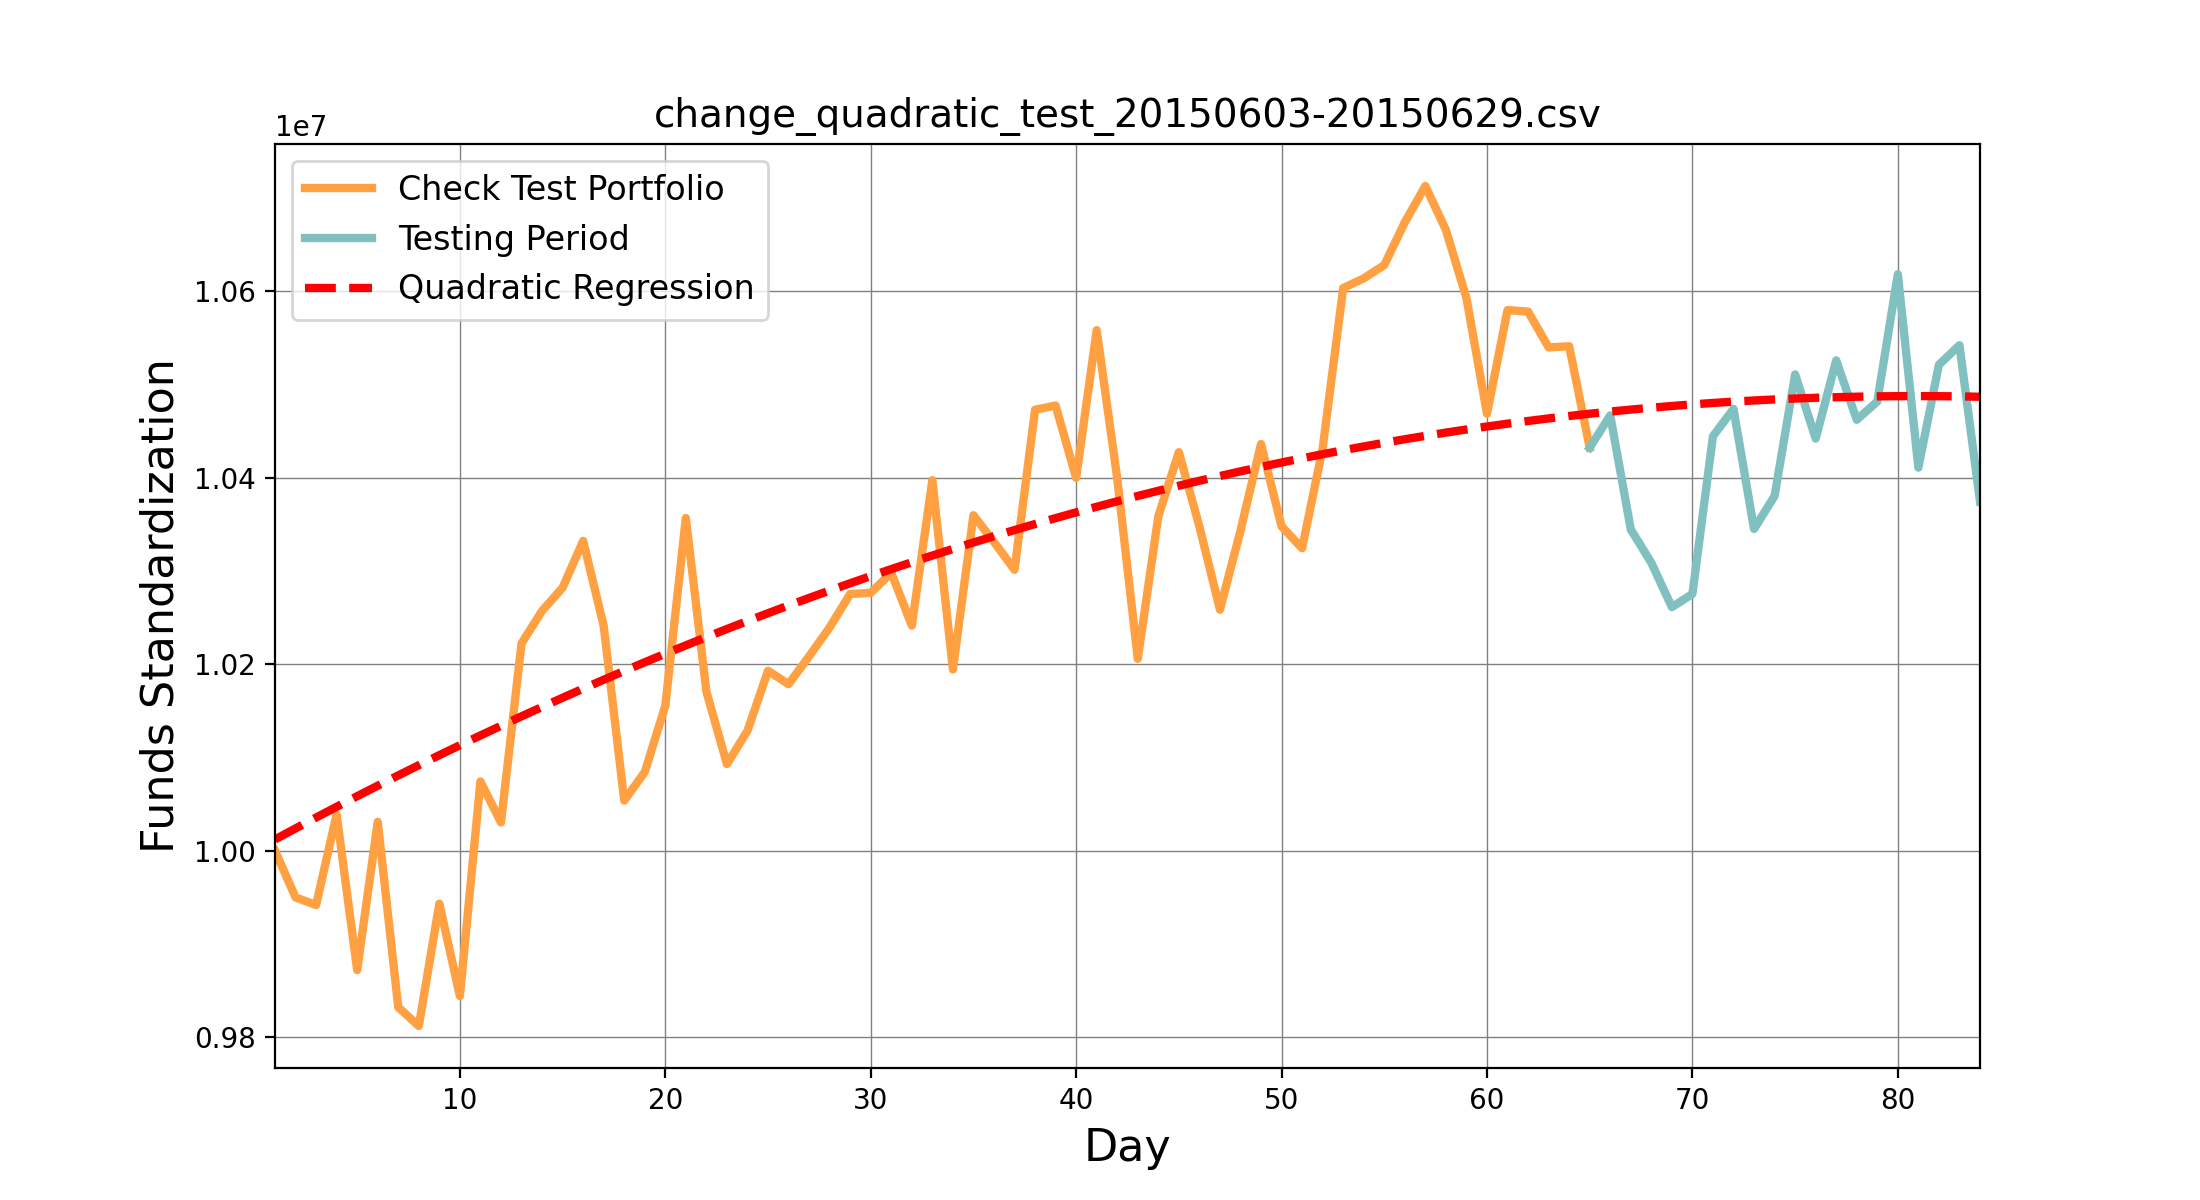 change_quadratic_test_20150603-20150629.csv
1e7
Check Test Portfolio
Testing Period
Quadratic Regression
Funds Standardization
1.06
1.04
1.02
1.00
0.98
10 20 30 40 50 60 70 80
Day